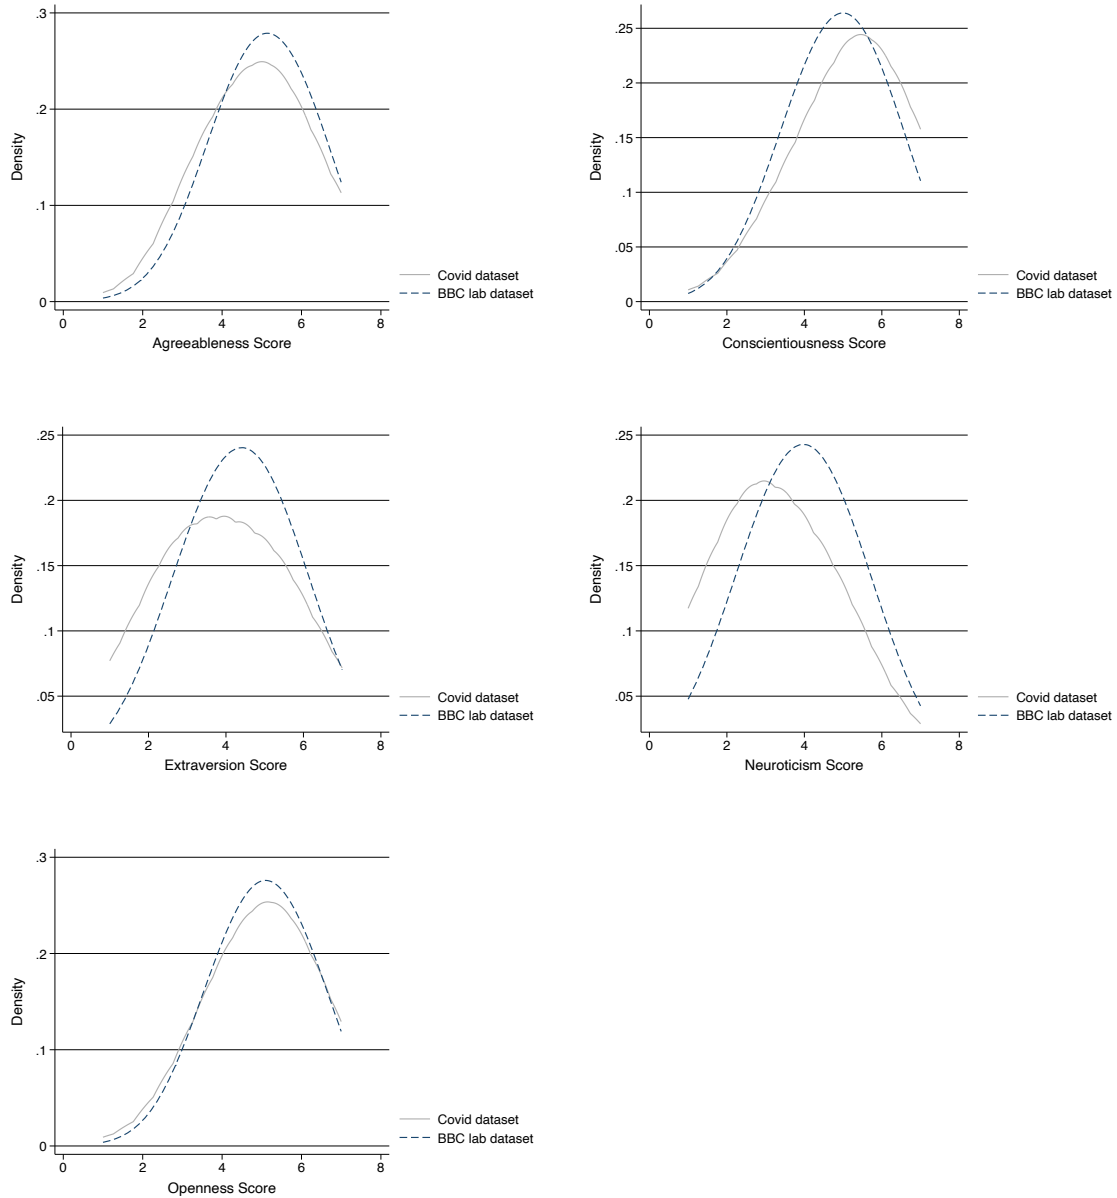 .3
.2
.1
0
Density
0 2 4 6 8
Agreeableness Score
Covid dataset
BBC lab dataset
.25
.2
.15
.1
.05
0
Density
0 2 4 6 8
Conscientiousness Score
Covid dataset
BBC lab dataset
.25
.2
.15
.1
.05
Density
0 2 4 6 8
Extraversion Score
Covid dataset
BBC lab dataset
.25
.2
.15
.1
.05
Density
0 2 4 6 8
Neuroticism Score
Covid dataset
BBC lab dataset
.3
.2
.1
0
Density
0 2 4 6 8
Openness Score
Covid dataset
BBC lab dataset